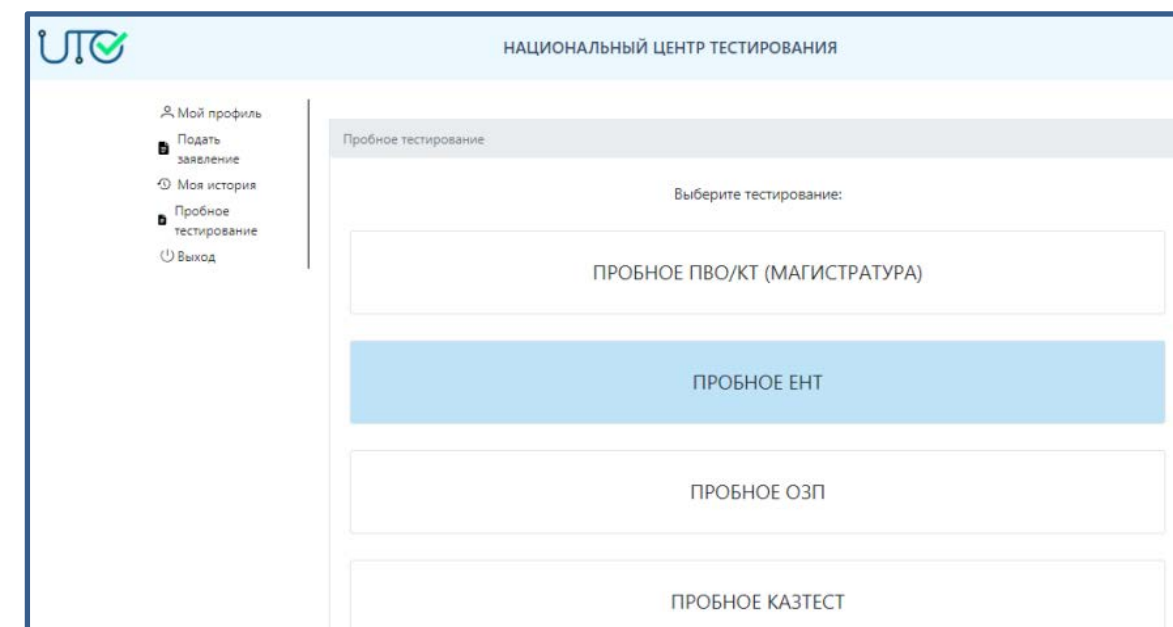 UTO
НАЦИОНАЛЬНЫЙ ЦЕНТР ТЕСТИРОВАНИЯ
Мой профиль
Подать
заявление
Моя история
Пробное
тестирование
Выход
Пробное тестирование
Выберите тестирование:
ПРОБНОЕ ПВО/КТ (МАГИСТРАТУРА)
ПРОБНОЕ ЕНТ
ПРОБНОЕ ОЗП
ПРОБНОЕ КАЗТЕСТ